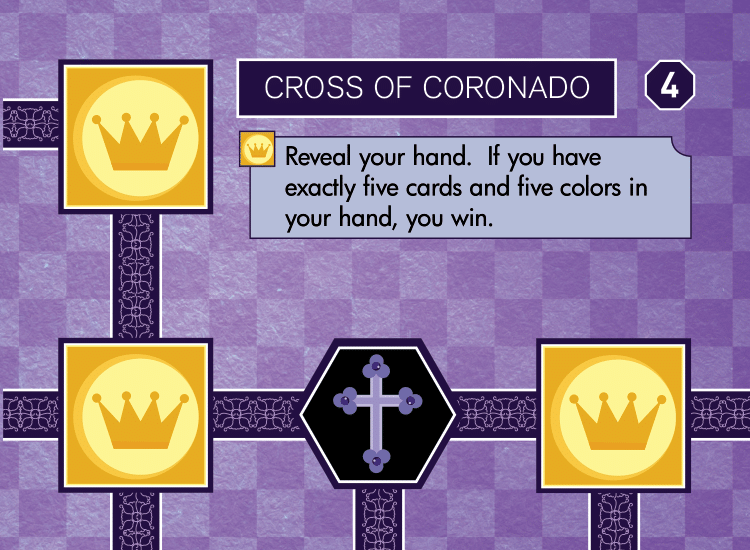 CROSS OF CORONADO
4
Reveal your hand.  If you have
exactly five cards and five colors in
your hand, you win.